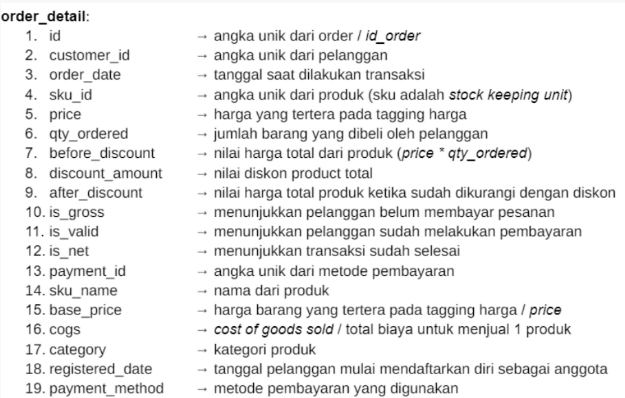 order_detail:
1. id → angka unik dari order / id_order
2. customer_id → angka unik dari pelanggan
3. order_date → tanggal saat dilakukan transaksi
4. sku_id → angka unik dari produk (sku adalah stock keeping unit)
5. price → harga yang tertera pada tagging harga
6. qty_ordered → jumlah barang yang dibeli oleh pelanggan
7. before_discount → nilai harga total dari produk (price * qty_ordered)
8. discount_amount → nilai diskon product total
9. after_discount → nilai harga total produk ketika sudah dikurangi dengan diskon
10. is_gross → menunjukkan pelanggan belum membayar pesanan
11. is_valid → menunjukkan pelanggan sudah melakukan pembayaran
12. is_net → menunjukkan transaksi sudah selesai
13. payment_id → angka unik dari metode pembayaran
14. sku_name → nama dari produk
15. base_price → harga barang yang tertera pada tagging harga / price
16. cogs → cost of goods sold / total biaya untuk menjual 1 produk
17. category → kategori produk
18. registered_date → tanggal pelanggan mulai mendaftarkan diri sebagai anggota
19. payment_method → metode pembayaran yang digunakan